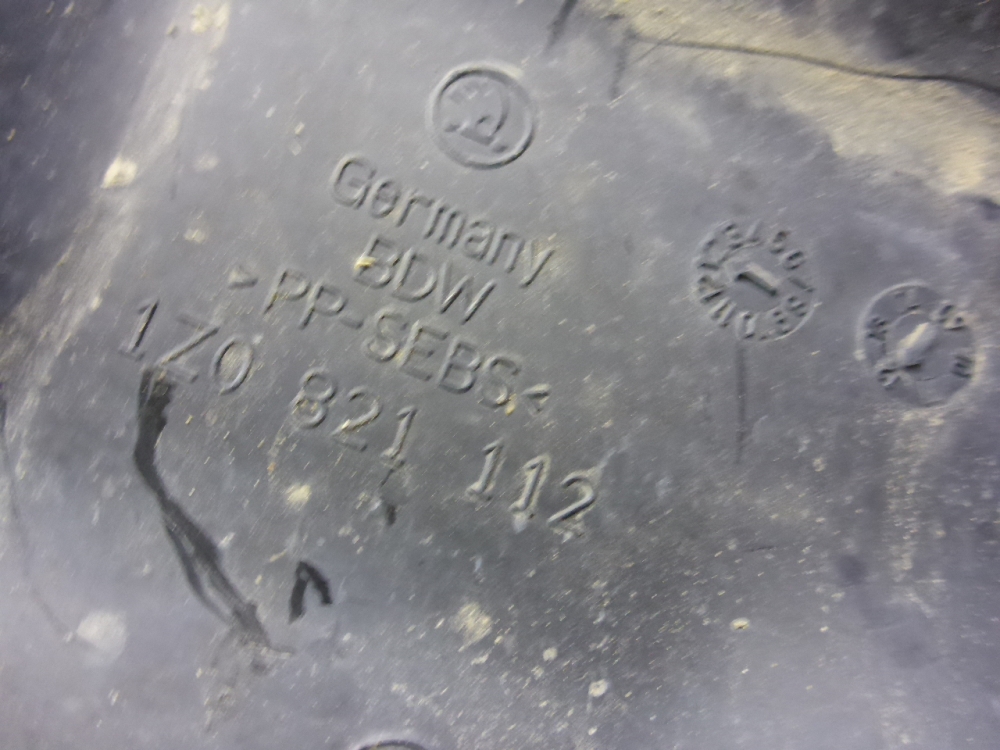 Germany
BDW
>PP-SEBS<
1Z0 821 112